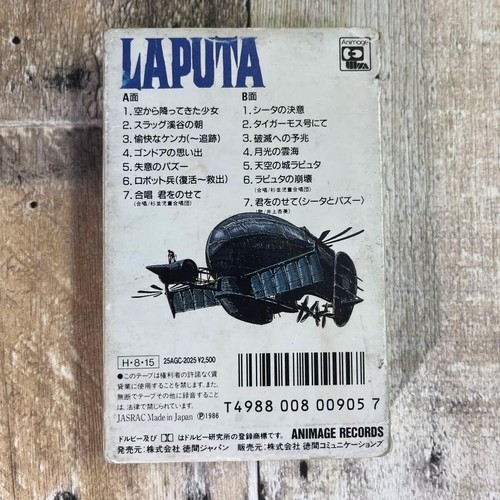 LAPUTA
Animage
A面
1. 空から降ってきた少女
2. スラッグ渓谷の朝
3. 愉快なケンカ(〜追跡)
4. ゴンドアの思い出
5. 失意のパズー
6. ロボット兵(復活〜救出)
7. 合唱 君をのせて
(合唱/杉並児童合唱団)
B面
1. シータの決意
2. タイガーモス号にて
3. 破滅への予兆
4. 月光の雲海
5. 天空の城ラピュタ
6. ラピュタの崩壊
(合唱/杉並児童合唱団)
7. 君をのせて(シータとパズー)
(歌/井上杏美)
H・8・15
25AGC-2025 ¥2,500
●このテープは権利者の許諾なく賃
貸業に使用することを禁じます。また、
無断でテープその他に録音すること
は、法律で禁じられています。
JASRAC Made in Japan Ⓟ1986
T4988 008 00905 7
ドルビー及び はドルビー研究所の登録商標です。
ANIMAGE RECORDS
発売元:株式会社 徳間ジャパン 販売元:株式会社 徳間コミュニケーションズ